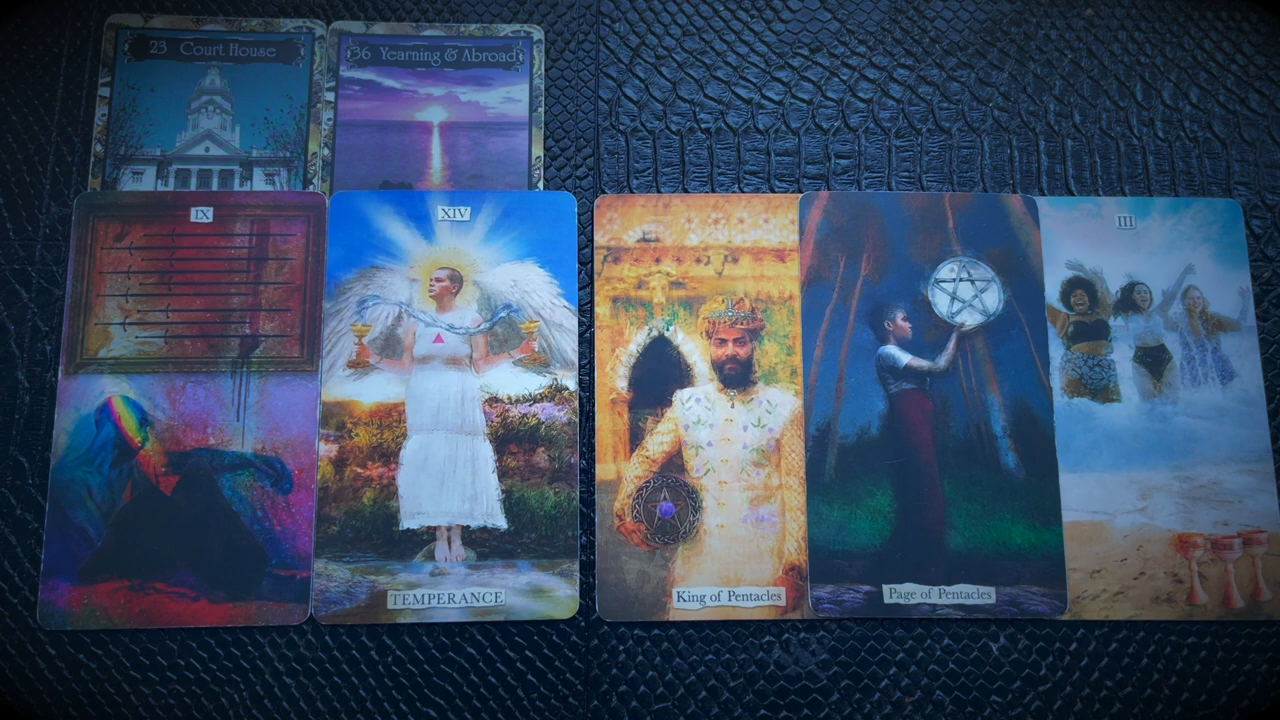 23 Court House
36 Yearning & Abroad
IX
XIV
TEMPERANCE
King of Pentacles
Page of Pentacles
III